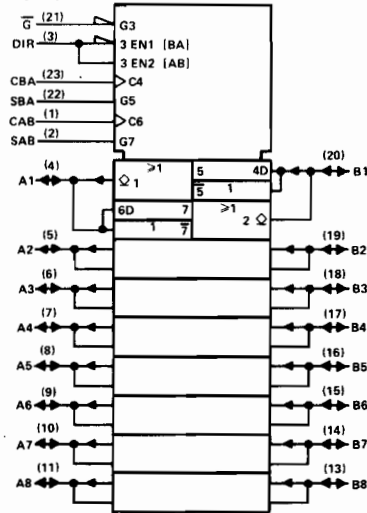 G̅ (21) G3
DIR (3) 3 EN1 [BA]
3 EN2 [AB]
CBA (23) C4
SBA (22) G5
CAB (1) C6
SAB (2) G7
A1 (4) ≥1 1 5 4D (20) B1
5̅ 1
6D 7 ≥1
1 7̅ 2
A2 (5) (19) B2
A3 (6) (18) B3
A4 (7) (17) B4
A5 (8) (16) B5
A6 (9) (15) B6
A7 (10) (14) B7
A8 (11) (13) B8